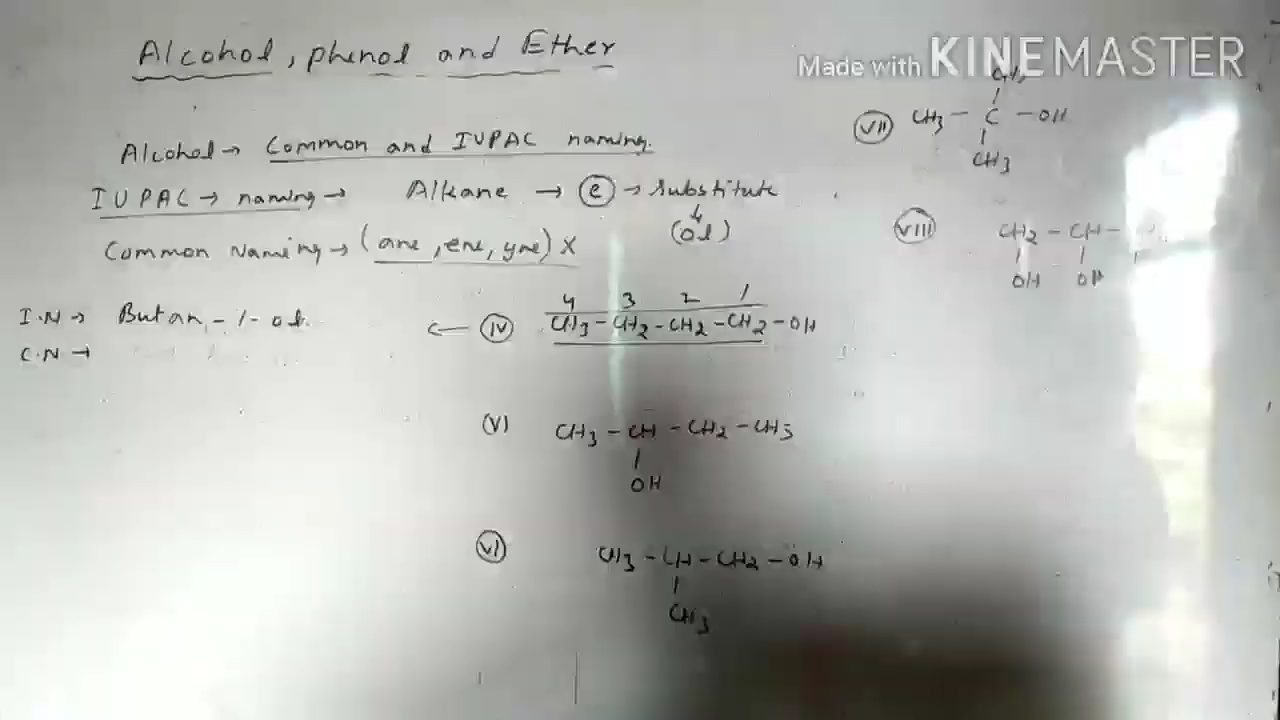 Alcohol, phenol and Ether
Made with KINEMASTER
Alcohol → Common and IUPAC naming.
IUPAC → naming → Alkane → e → substitute
(ol)
Common Naming → (ane, ene, yne) X
I.N → Butan-1-ol.
C.N →
4 3 2 1
(IV) CH3-CH2-CH2-CH2-OH
(V) CH3-CH-CH2-CH3
OH
(VI) CH3-CH-CH2-OH
CH3
(VII) CH3-C-OH
CH3
(VIII) CH2-CH-
OH OH